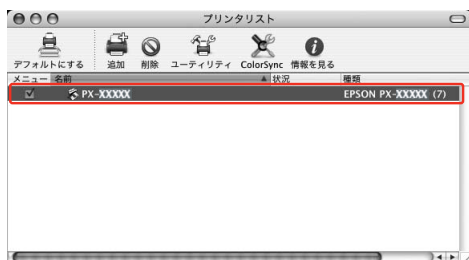 プリンタリスト
デフォルトにする 追加 削除 ユーティリティ ColorSync 情報を見る
メニュー 名前 状況 種類
PX-XXXXX EPSON PX-XXXXX (7)